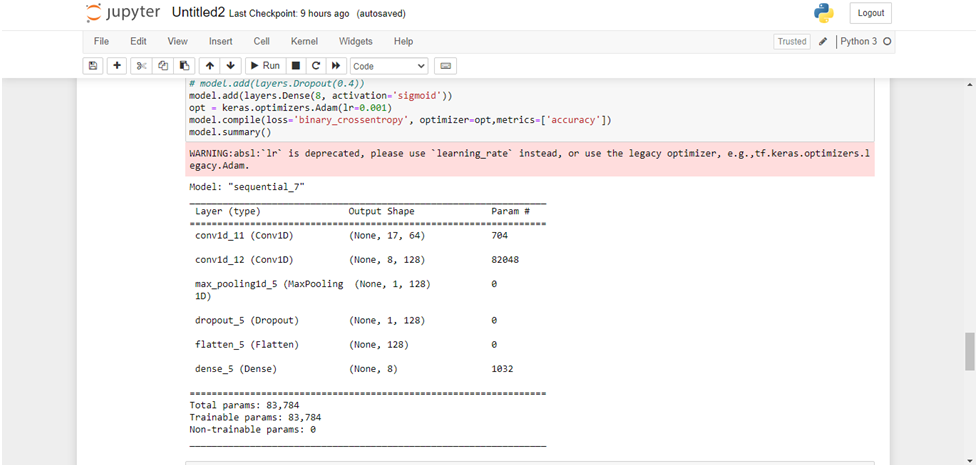 jupyter Untitled2 Last Checkpoint: 9 hours ago (autosaved)
Logout
File Edit View Insert Cell Kernel Widgets Help
Trusted Python 3
Run Code
# model.add(layers.Dropout(0.4))
model.add(layers.Dense(8, activation='sigmoid'))
opt = keras.optimizers.Adam(lr=0.001)
model.compile(loss='binary_crossentropy', optimizer=opt,metrics=['accuracy'])
model.summary()
WARNING:absl:`lr` is deprecated, please use `learning_rate` instead, or use the legacy optimizer, e.g.,tf.keras.optimizers.l
egacy.Adam.
Model: "sequential_7"
Layer (type) Output Shape Param #
conv1d_11 (Conv1D) (None, 17, 64) 704
conv1d_12 (Conv1D) (None, 8, 128) 82048
max_pooling1d_5 (MaxPooling (None, 1, 128) 0
1D)
dropout_5 (Dropout) (None, 1, 128) 0
flatten_5 (Flatten) (None, 128) 0
dense_5 (Dense) (None, 8) 1032
Total params: 83,784
Trainable params: 83,784
Non-trainable params: 0